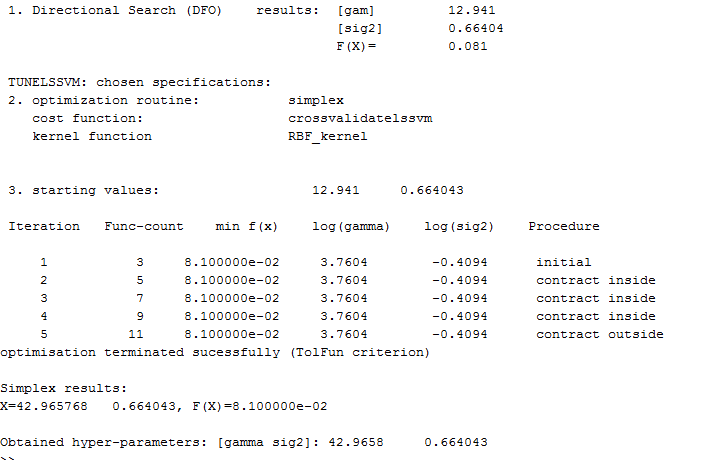 1. Directional Search (DFO) results: [gam] 12.941
[sig2] 0.66404
F(X)= 0.081
TUNELSSVM: chosen specifications:
2. optimization routine: simplex
cost function: crossvalidatelssvm
kernel function RBF_kernel
3. starting values: 12.941 0.664043
Iteration Func-count min f(x) log(gamma) log(sig2) Procedure
1 3 8.100000e-02 3.7604 -0.4094 initial
2 5 8.100000e-02 3.7604 -0.4094 contract inside
3 7 8.100000e-02 3.7604 -0.4094 contract inside
4 9 8.100000e-02 3.7604 -0.4094 contract inside
5 11 8.100000e-02 3.7604 -0.4094 contract outside
optimisation terminated sucessfully (TolFun criterion)
Simplex results:
X=42.965768 0.664043, F(X)=8.100000e-02
Obtained hyper-parameters: [gamma sig2]: 42.9658 0.664043
>>